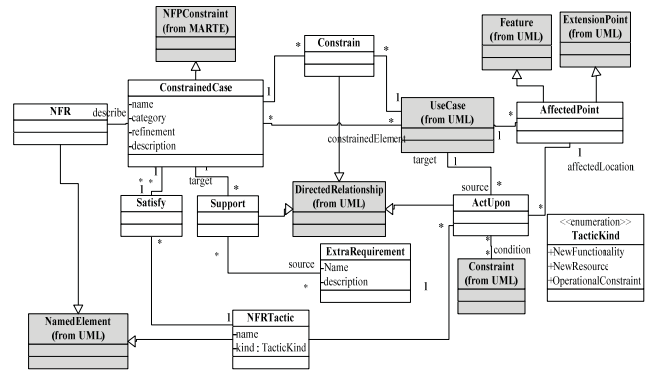 NFPConstraint
(from MARTE)
Constrain
Feature
(from UML)
ExtensionPoint
(from UML)
*
*
ConstrainedCase
-name
-category
-refinement
-description
1
1
NFR
describe
UseCase
(from UML)
AffectedPoint
*
*
1
*
constrainedElement
1
affectedLocation
target
1
* *
1
1
target
*
source
*
Satisfy
Support
DirectedRelationship
(from UML)
ActUpon
*
*
<<enumeration>>
TacticKind
+NewFunctionality
+NewResource
+OperationalConstraint
*
*
*
*
condition
ExtraRequirement
-Name
-description
source
*
Constraint
(from UML)
1
NamedElement
(from UML)
1
NFRTactic
-name
-kind : TacticKind